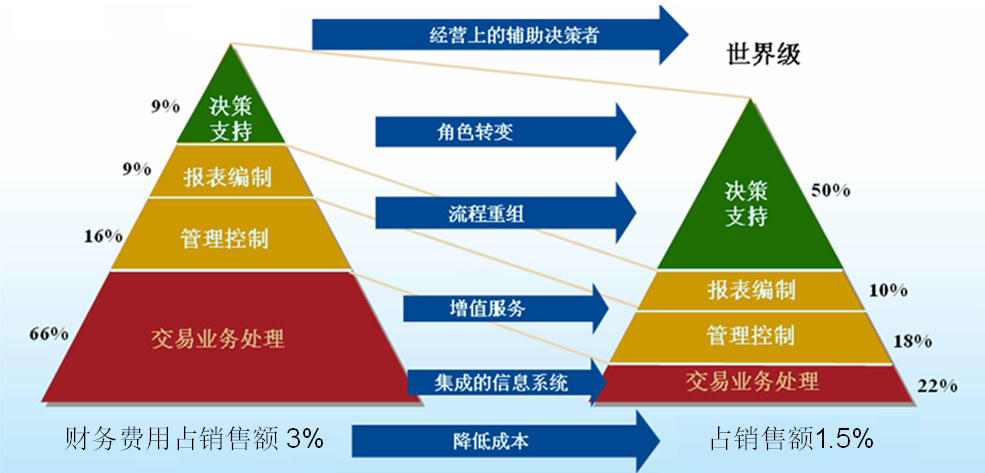 经营上的辅助决策者
世界级
9%
决策
支持
角色转变
9%
报表编制
决策
支持
50%
流程重组
16%
管理控制
报表编制
10%
增值服务
66%
交易业务处理
管理控制
18%
集成的信息系统
交易业务处理
22%
财务费用占销售额 3%
降低成本
占销售额1.5%